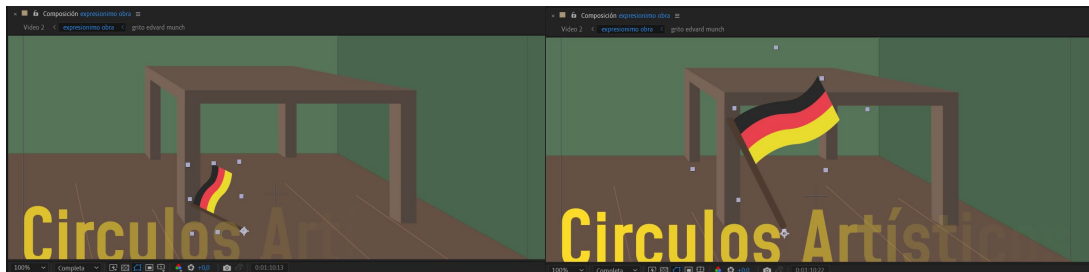 × Composición expresionimo obra ≡
Video 2 < expresionimo obra < grito edvard munch
Circulos Art
100% Completa +0,0 0:01:10:13
× Composición expresionimo obra ≡
Video 2 < expresionimo obra < grito edvard munch
Circulos Artístic
100% Completa +0,0 0:01:10:22